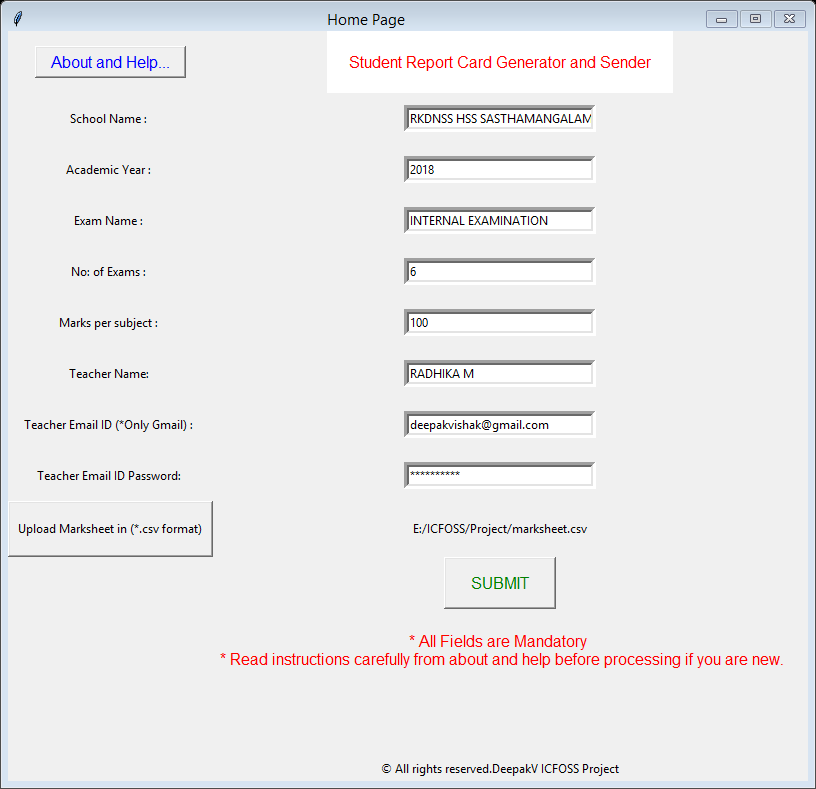 Home Page
About and Help...
Student Report Card Generator and Sender
School Name :
RKDNSS HSS SASTHAMANGALAM
Academic Year :
2018
Exam Name :
INTERNAL EXAMINATION
No: of Exams :
6
Marks per subject :
100
Teacher Name:
RADHIKA M
Teacher Email ID (*Only Gmail) :
deepakvishak@gmail.com
Teacher Email ID Password:
**********
Upload Marksheet in (*.csv format)
E:/ICFOSS/Project/marksheet.csv
SUBMIT
* All Fields are Mandatory
* Read instructions carefully from about and help before processing if you are new.
© All rights reserved.DeepakV ICFOSS Project